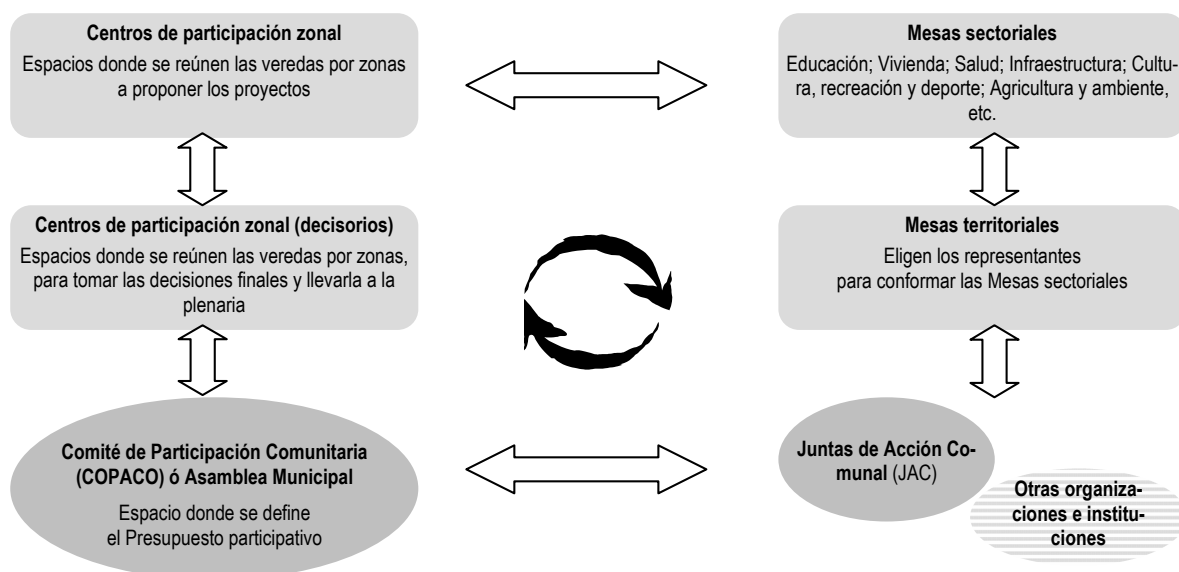 Centros de participación zonal
Espacios donde se reúnen las veredas por zonas
a proponer los proyectos
Mesas sectoriales
Educación; Vivienda; Salud; Infraestructura; Cultu-
ra, recreación y deporte; Agricultura y ambiente,
etc.
Centros de participación zonal (decisorios)
Espacios donde se reúnen las veredas por zonas,
para tomar las decisiones finales y llevarla a la
plenaria
Mesas territoriales
Eligen los representantes
para conformar las Mesas sectoriales
Comité de Participación Comunitaria
(COPACO) ó Asamblea Municipal
Espacio donde se define
el Presupuesto participativo
Juntas de Acción Co-
munal (JAC)
Otras organiza-
ciones e institu-
ciones